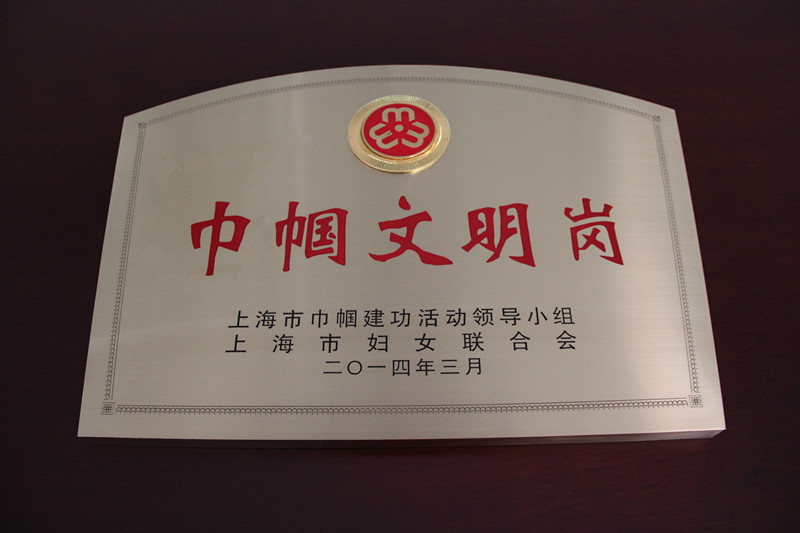 巾帼文明岗
上海市巾帼建功活动领导小组
上海市妇女联合会
二〇一四年三月